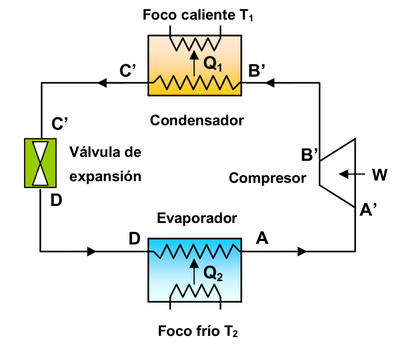 Foco caliente T1
Q1
C’
B’
Condensador
C’
Válvula de
expansión
D
B’
Compresor
W
A’
Evaporador
D
A
Q2
Foco frío T2